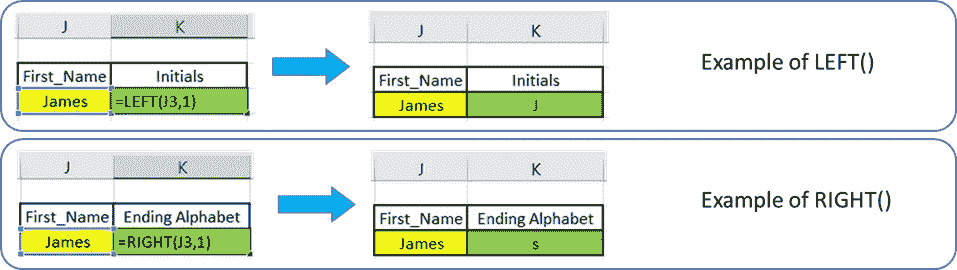 J K J K
First_Name Initials First_Name Initials Example of LEFT()
James =LEFT(J3,1) James J
J K J K
First_Name Ending Alphabet First_Name Ending Alphabet Example of RIGHT()
James =RIGHT(J3,1) James s